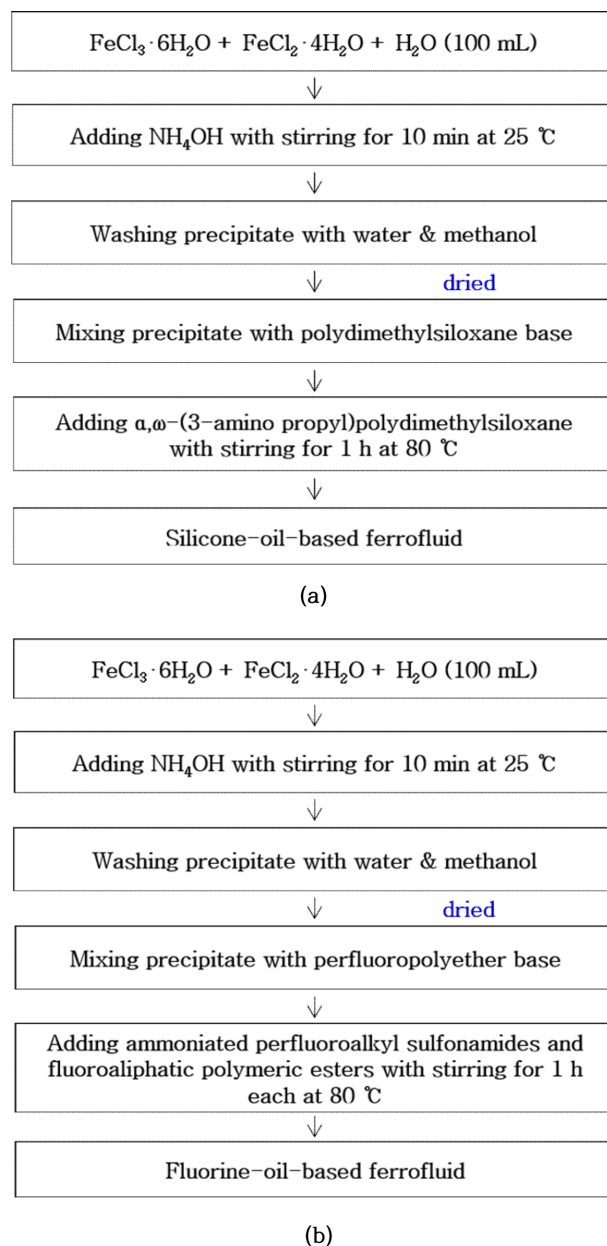 FeCl₃·6H₂O + FeCl₂·4H₂O + H₂O (100 mL)
Adding NH₄OH with stirring for 10 min at 25 ℃
Washing precipitate with water & methanol
dried
Mixing precipitate with polydimethylsiloxane base
Adding α,ω-(3-amino propyl)polydimethylsiloxane
with stirring for 1 h at 80 ℃
Silicone-oil-based ferrofluid
(a)
FeCl₃·6H₂O + FeCl₂·4H₂O + H₂O (100 mL)
Adding NH₄OH with stirring for 10 min at 25 ℃
Washing precipitate with water & methanol
dried
Mixing precipitate with perfluoropolyether base
Adding ammoniated perfluoroalkyl sulfonamides and
fluoroaliphatic polymeric esters with stirring for 1 h
each at 80 ℃
Fluorine-oil-based ferrofluid
(b)